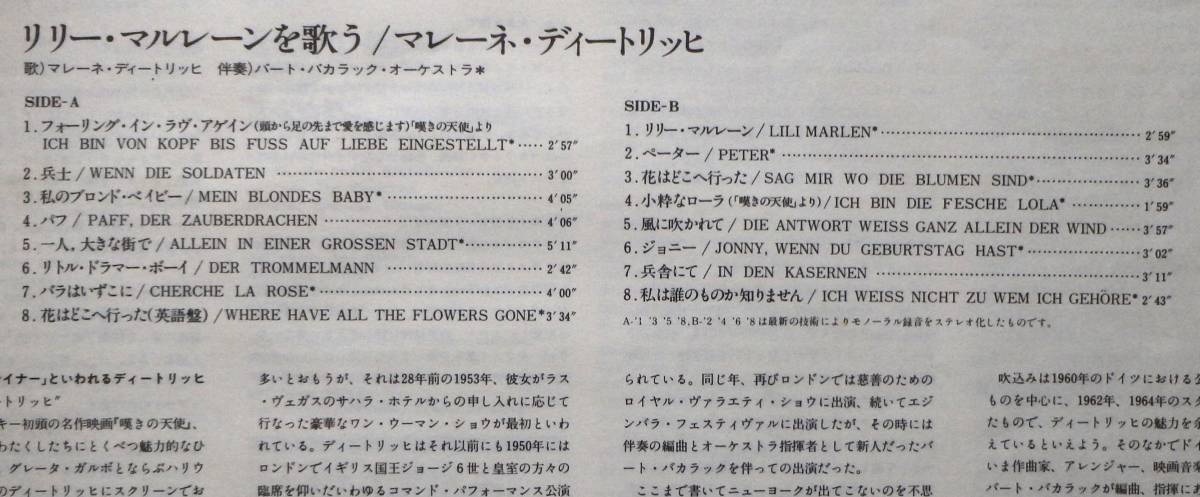 リリー・マルレーンを歌う/マレーネ・ディートリッヒ
歌)マレーネ・ディートリッヒ 伴奏)バート・バカラック・オーケストラ*
SIDE-A
1.フォーリング・イン・ラヴ・アゲイン(頭から足の先まで愛を感じます)「嘆きの天使」より
ICH BIN VON KOPF BIS FUSS AUF LIEBE EINGESTELLT*‥‥‥ 2′57″
2.兵士/WENN DIE SOLDATEN ‥‥‥‥‥‥‥‥ 3′00″
3.私のブロンド・ベイビー/MEIN BLONDES BABY*‥‥‥‥‥‥‥‥ 4′05″
4.パフ/PAFF, DER ZAUBERDRACHEN ‥‥‥‥‥‥‥‥ 4′06″
5.一人,大きな街で/ALLEIN IN EINER GROSSEN STADT*‥‥‥‥ 5′11″
6.リトル・ドラマー・ボーイ/DER TROMMELMANN ‥‥‥‥‥‥ 2′42″
7.バラはいずこに/CHERCHE LA ROSE*‥‥‥‥‥‥‥‥ 4′00″
8.花はどこへ行った(英語盤)/WHERE HAVE ALL THE FLOWERS GONE*3′34″
SIDE-B
1.リリー・マルレーン/LILI MARLEN*‥‥‥‥‥‥‥‥ 2′59″
2.ペーター/PETER*‥‥‥‥‥‥‥‥ 3′34″
3.花はどこへ行った/SAG MIR WO DIE BLUMEN SIND*‥‥‥‥‥‥ 3′36″
4.小粋なローラ(「嘆きの天使」より)/ICH BIN DIE FESCHE LOLA*‥‥‥‥ 1′59″
5.風に吹かれて/DIE ANTWORT WEISS GANZ ALLEIN DER WIND‥‥‥3′57″
6.ジョニー/JONNY, WENN DU GEBURTSTAG HAST*‥‥‥‥‥‥3′02″
7.兵舎にて/IN DEN KASERNEN ‥‥‥‥‥‥‥‥ 3′11″
8.私は誰のものか知りません/ICH WEISS NICHT ZU WEM ICH GEHÖRE*2′43″
A-'1 '3 '5 '8,B-'2 '4 '6 '8は最新の技術によりモノーラル録音をステレオ化したものです。
イナー」といわれるディートリッヒ
トリッヒ”
キー初頭の名作映画『嘆きの天使』、
わたくしたちにとくべつ魅力的なひ
。グレータ・ガルボとならぶハリウ
のディートリッヒにスクリーンでお
多いとおもうが、それは28年前の1953年、彼女がラス
・ヴェガスのサハラ・ホテルからの申し入れに応じて
行なった豪華なワン・ウーマン・ショウが最初といわ
れている。ディートリッヒはそれ以前にも1950年には
ロンドンでイギリス国王ジョージ6世と皇室の方々の
臨席を仰いだいわゆるコマンド・パフォーマンス公演
られている。同じ年、再びロンドンでは慈善のための
ロイヤル・ヴァラエティ・ショウに出演、続いてエジ
ンバラ・フェスティヴァルに出演したが、その時には
伴奏の編曲とオーケストラ指揮者として新人だったバ
ート・バカラックを伴っての出演だった。
ここまで書いてニューヨークが出てこないのを不思
吹込みは1960年のドイツにおける
ものを中心に、1962年、1964年のス
たもので、ディートリッヒの魅力を
えているといえよう。そのなかでド
いま作曲家、アレンジャー、映画音
バート・バカラックが編曲、指揮に